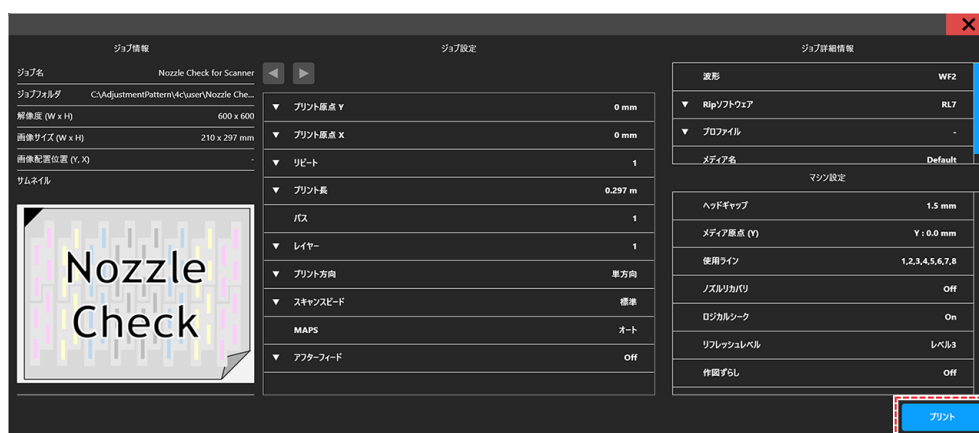 ジョブ情報
ジョブ名 Nozzle Check for Scanner
ジョブフォルダ C:\AdjustmentPattern\4c\user\Nozzle Che...
解像度 (W x H) 600 x 600
画像サイズ (W x H) 210 x 297 mm
画像配置位置 (Y, X) -
サムネイル
Nozzle
Check
ジョブ設定
プリント原点 Y 0 mm
プリント原点 X 0 mm
リピート 1
プリント長 0.297 m
パス 1
レイヤー 1
プリント方向 単方向
スキャンスピード 標準
MAPS オート
アフターフィード Off
ジョブ詳細情報
波形 WF2
Ripソフトウェア RL7
プロファイル -
メディア名 Default
マシン設定
ヘッドギャップ 1.5 mm
メディア原点 (Y) Y : 0.0 mm
使用ライン 1,2,3,4,5,6,7,8
ノズルリカバリ Off
ロジカルシーク On
リフレッシュレベル レベル3
作図ずらし Off
プリント